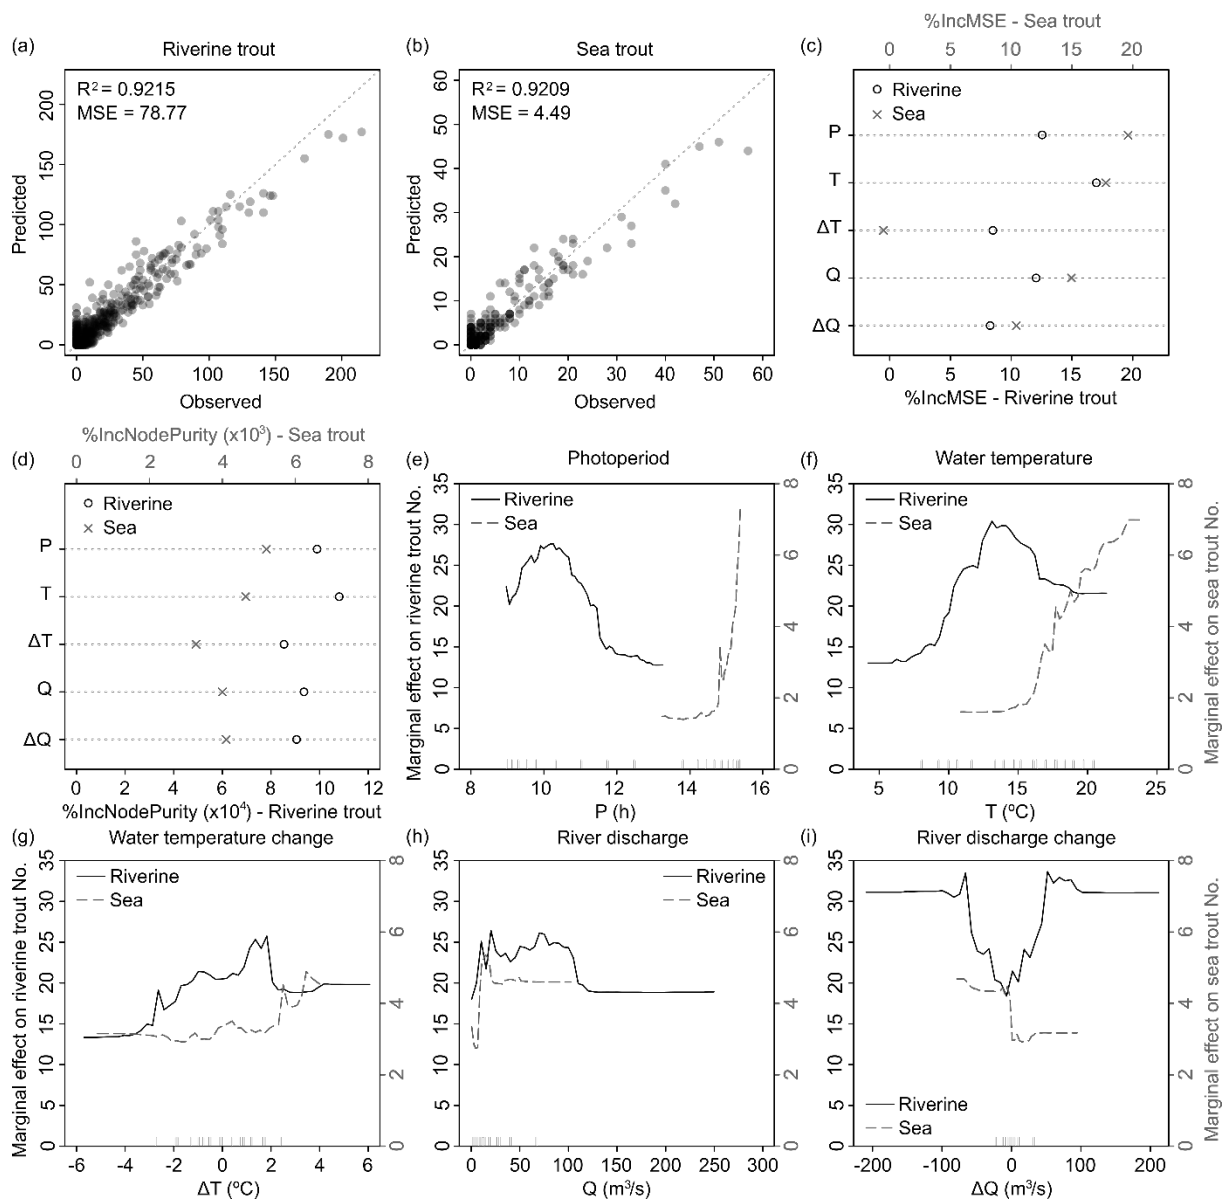 (a) Riverine trout
R² = 0.9215
MSE = 78.77
Predicted
0 50 100 150 200
0 50 100 150 200
Observed
(b) Sea trout
R² = 0.9209
MSE = 4.49
Predicted
0 10 20 30 40 50 60
0 10 20 30 40 50 60
Observed
(c)
%IncMSE - Sea trout
0 5 10 15 20
Riverine
Sea
P
T
ΔT
Q
ΔQ
0 5 10 15 20
%IncMSE - Riverine trout
(d)
%IncNodePurity (x10³) - Sea trout
0 2 4 6 8
Riverine
Sea
P
T
ΔT
Q
ΔQ
0 2 4 6 8 10 12
%IncNodePurity (x10⁴) - Riverine trout
(e) Photoperiod
Riverine
Sea
Marginal effect on riverine trout No.
0 5 10 15 20 25 30 35
0 2 4 6 8
8 10 12 14 16
P (h)
(f) Water temperature
Riverine
Sea
0 5 10 15 20 25 30 35
0 2 4 6 8
Marginal effect on sea trout No.
5 10 15 20 25
T (ºC)
(g) Water temperature change
Riverine
Sea
Marginal effect on riverine trout No.
0 5 10 15 20 25 30 35
0 2 4 6 8
-6 -4 -2 0 2 4 6
ΔT (ºC)
(h) River discharge
Riverine
Sea
0 5 10 15 20 25 30 35
0 2 4 6 8
0 50 100 150 200 250 300
Q (m³/s)
(i) River discharge change
Riverine
Sea
0 5 10 15 20 25 30 35
0 2 4 6 8
Marginal effect on sea trout No.
-200 -100 0 100 200
ΔQ (m³/s)